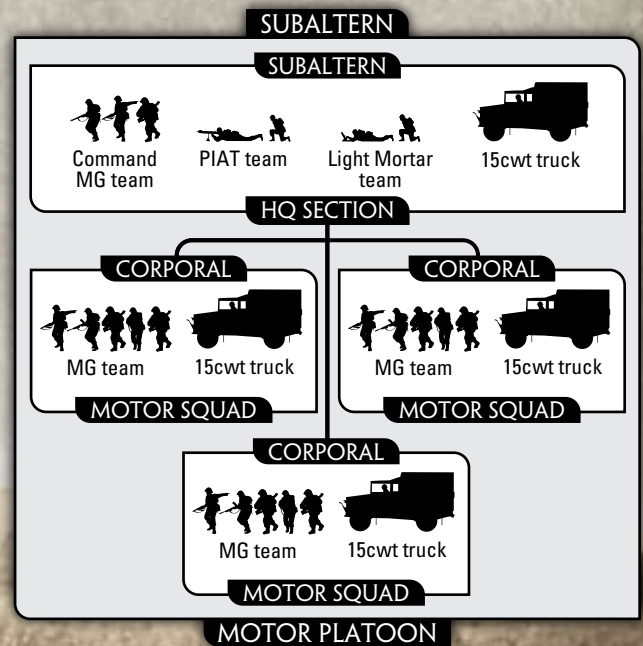 SUBALTERN
SUBALTERN
Command
MG team
PIAT team
Light Mortar
team
15cwt truck
HQ SECTION
CORPORAL
MG team
15cwt truck
MOTOR SQUAD
CORPORAL
MG team
15cwt truck
MOTOR SQUAD
CORPORAL
MG team
15cwt truck
MOTOR SQUAD
MOTOR PLATOON